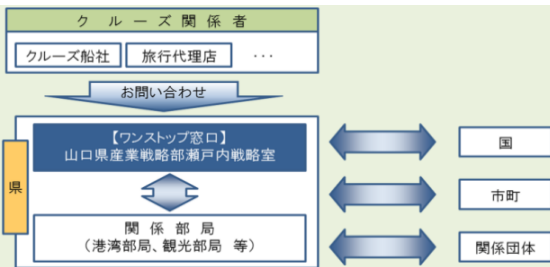 クルーズ関係者
クルーズ船社 旅行代理店 ・・・
お問い合わせ
【ワンストップ窓口】
山口県産業戦略部瀬戸内戦略室
国
県
市町
関係部局
(港湾部局、観光部局 等)
関係団体